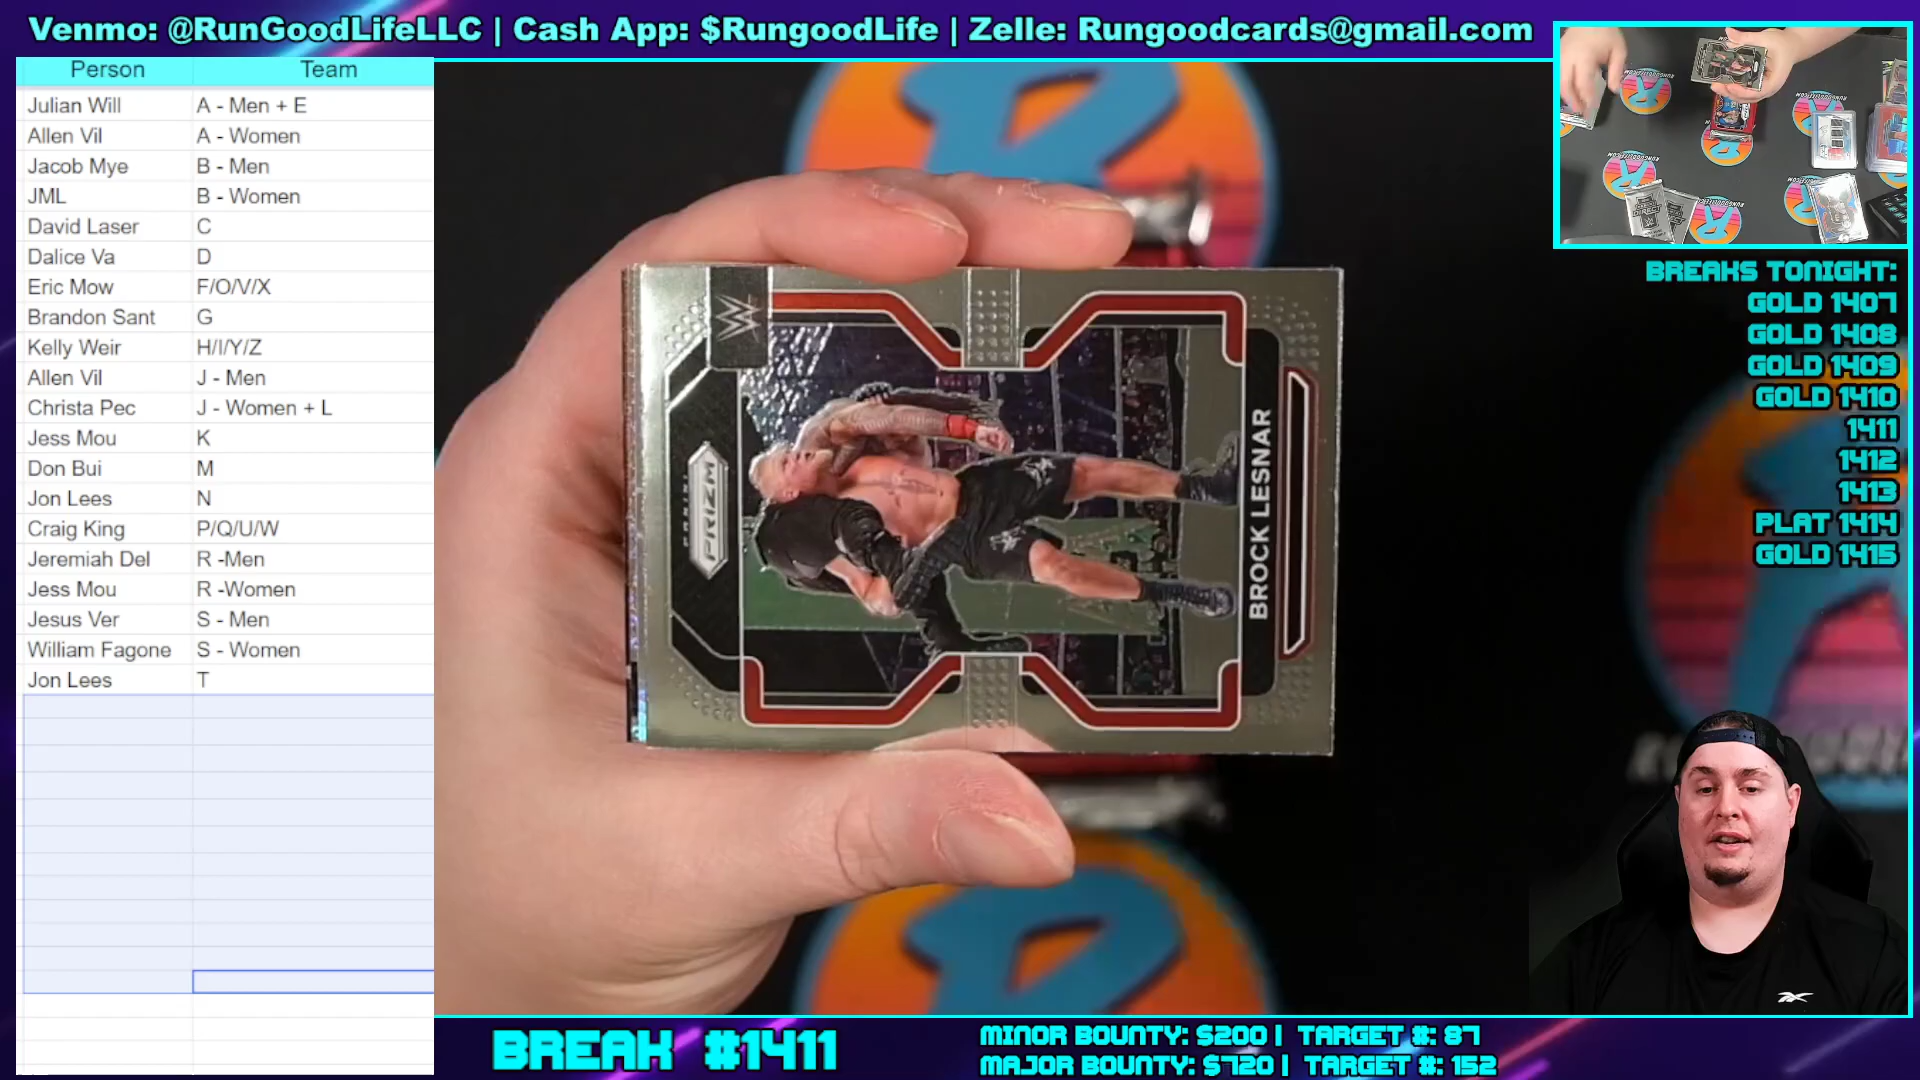 Venmo: @RunGoodLifeLLC | Cash App: $RungoodLife | Zelle: Rungoodcards@gmail.com
Person Team
Julian Will A - Men + E
Allen Vil A - Women
Jacob Mye B - Men
JML B - Women
David Laser C
Dalice Va D
Eric Mow F/O/V/X
Brandon Sant G
Kelly Weir H/I/Y/Z
Allen Vil J - Men
Christa Pec J - Women + L
Jess Mou K
Don Bui M
Jon Lees N
Craig King P/Q/U/W
Jeremiah Del R -Men
Jess Mou R -Women
Jesus Ver S - Men
William Fagone S - Women
Jon Lees T
W
PANINI
PRIZM
BROCK LESNAR
BREAKS TONIGHT:
GOLD 1407
GOLD 1408
GOLD 1409
GOLD 1410
1411
1412
1413
PLAT 1414
GOLD 1415
BREAK #1411
MINOR BOUNTY: $200 | TARGET #: 87
MAJOR BOUNTY: $720 | TARGET #: 152